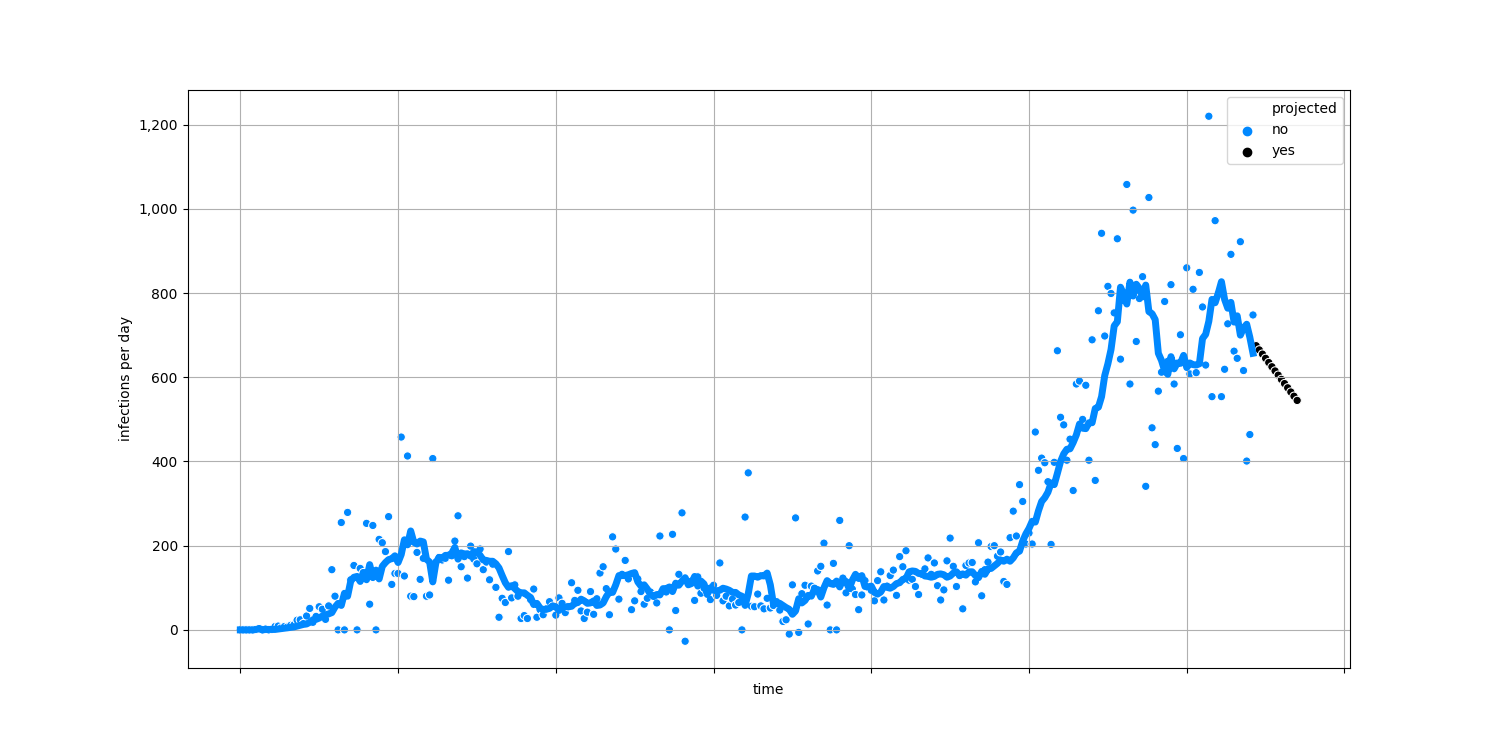 1,200
1,000
800
600
400
200
0
infections per day
time
projected
no
yes